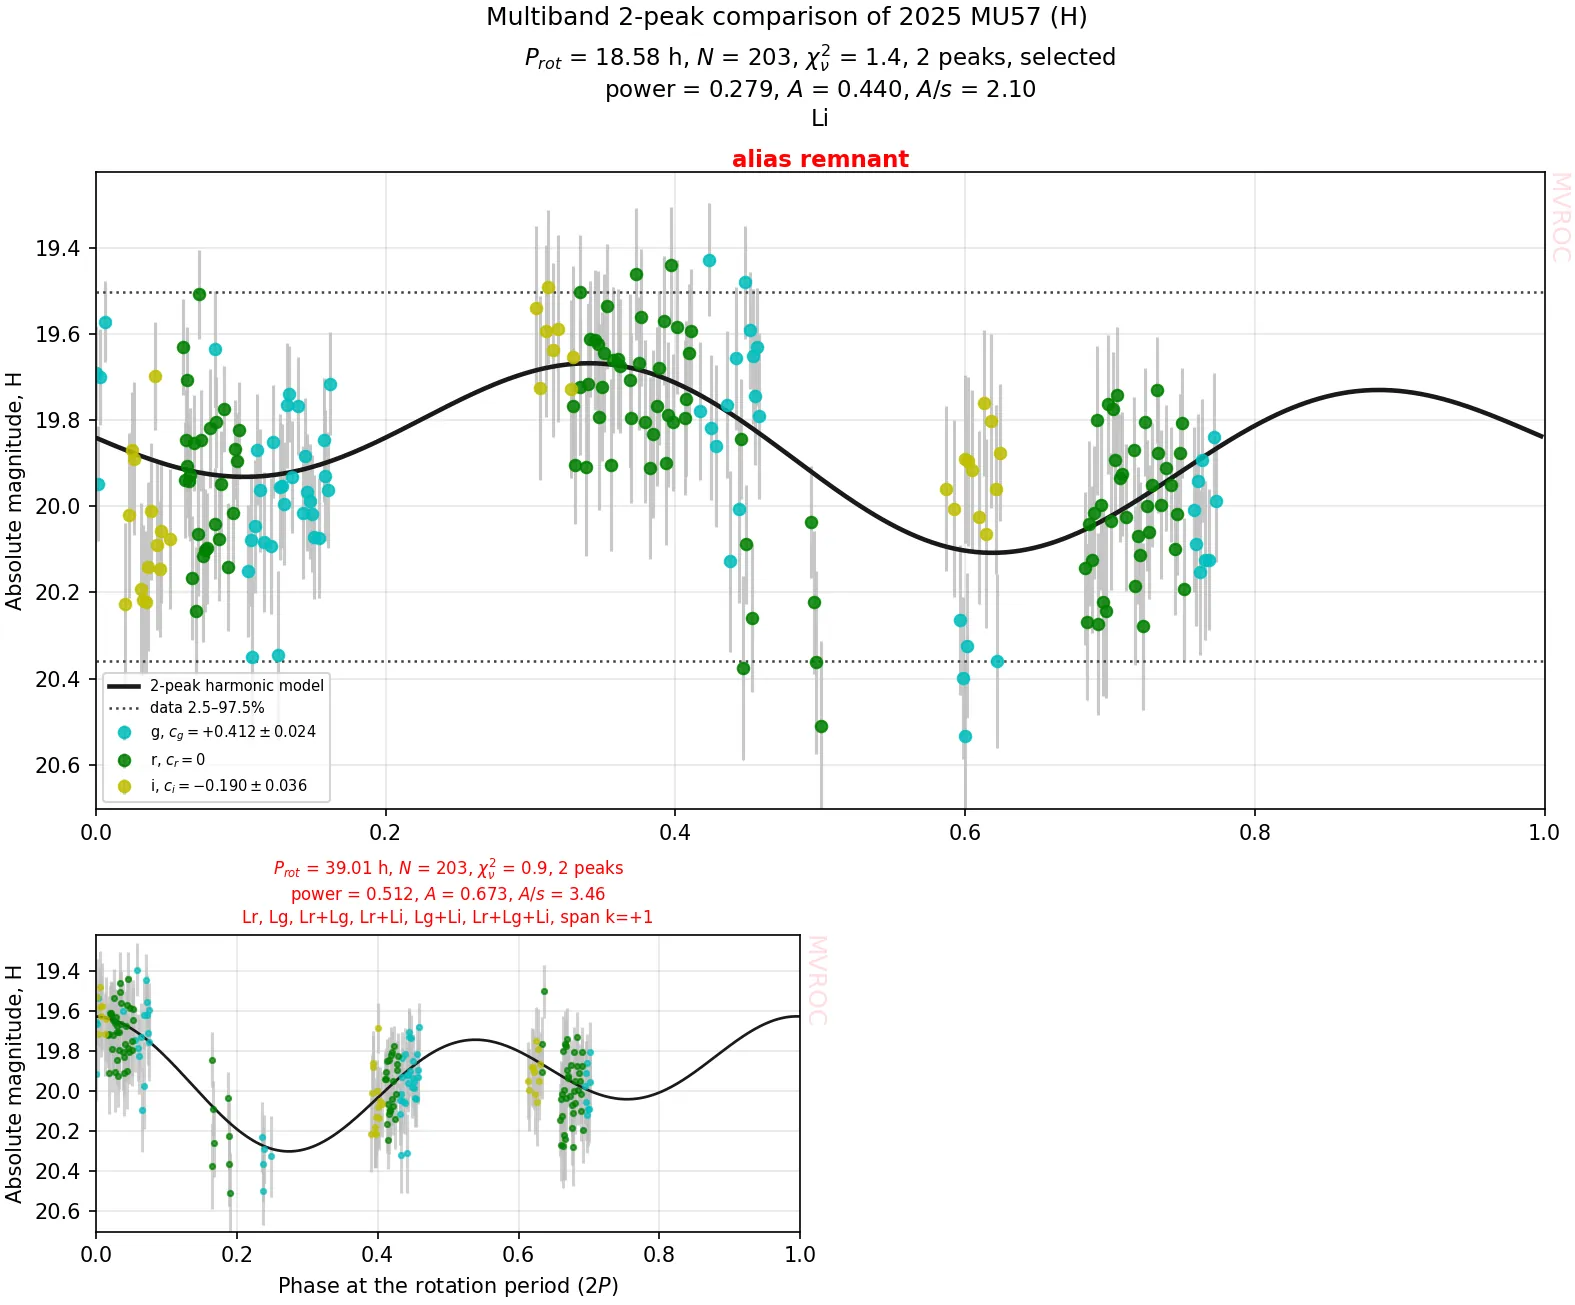 Multiband 2-peak comparison of 2025 MU57 (H)
P_rot = 18.58 h, N = 203, χ²_ν = 1.4, 2 peaks, selected
power = 0.279, A = 0.440, A/s = 2.10
Li
alias remnant
MVROC
Absolute magnitude, H
19.4
19.6
19.8
20.0
20.2
20.4
20.6
2-peak harmonic model
data 2.5–97.5%
g, c_g = +0.412 ± 0.024
r, c_r = 0
i, c_i = −0.190 ± 0.036
0.0 0.2 0.4 0.6 0.8 1.0
P_rot = 39.01 h, N = 203, χ²_ν = 0.9, 2 peaks
power = 0.512, A = 0.673, A/s = 3.46
Lr, Lg, Lr+Lg, Lr+Li, Lg+Li, Lr+Lg+Li, span k=+1
MVROC
Absolute magnitude, H
19.4
19.6
19.8
20.0
20.2
20.4
20.6
0.0 0.2 0.4 0.6 0.8 1.0
Phase at the rotation period (2P)